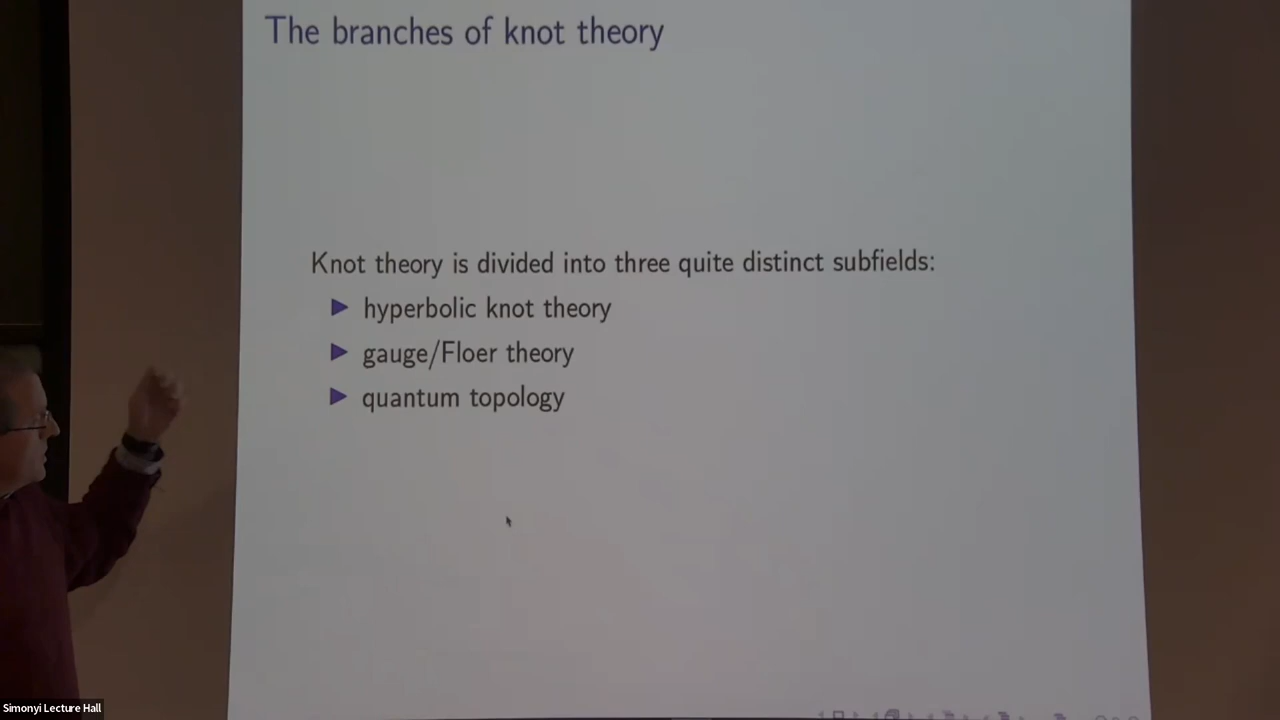 The branches of knot theory
Knot theory is divided into three quite distinct subfields:
hyperbolic knot theory
gauge/Floer theory
quantum topology
Simonyi Lecture Hall